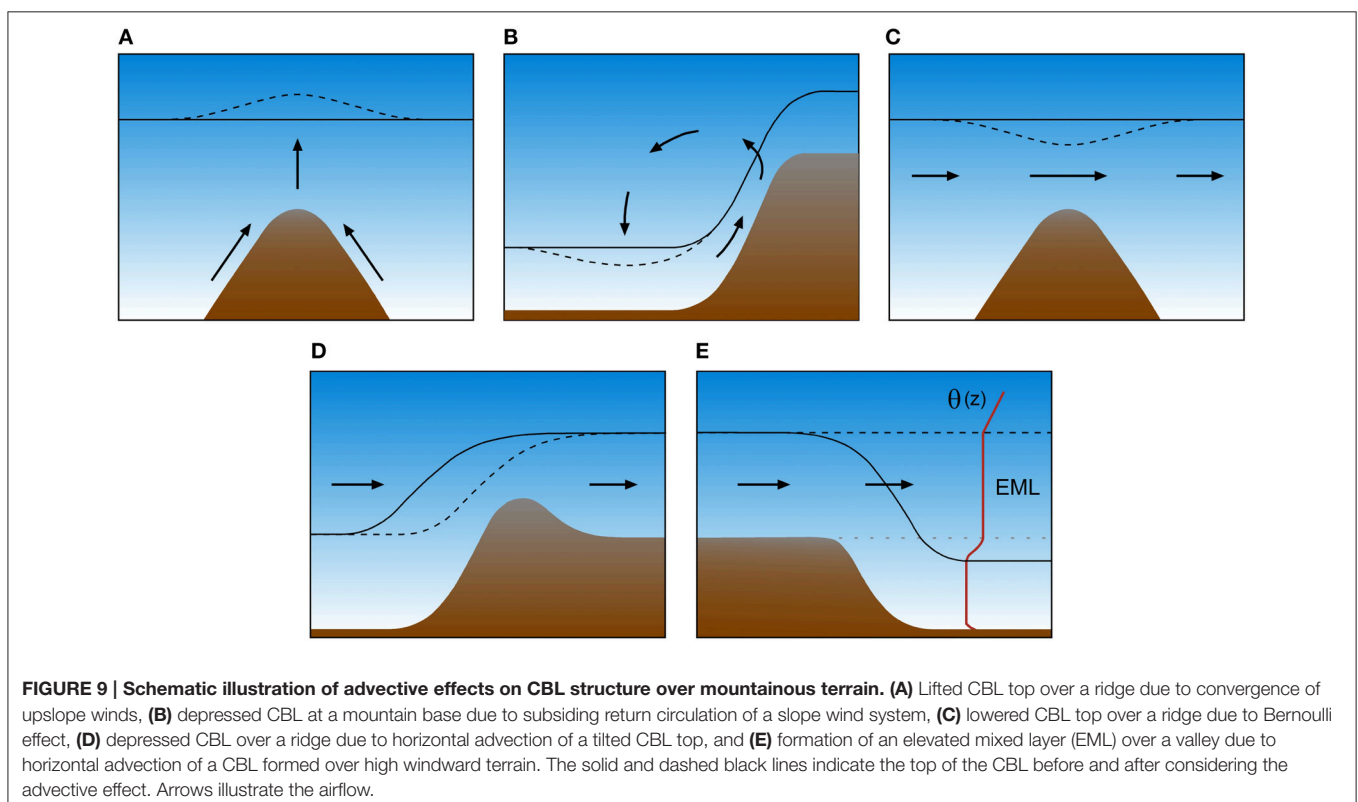 A
B
C
D
E
θ(z)
EML
FIGURE 9 | Schematic illustration of advective effects on CBL structure over mountainous terrain. (A) Lifted CBL top over a ridge due to convergence of
upslope winds, (B) depressed CBL at a mountain base due to subsiding return circulation of a slope wind system, (C) lowered CBL top over a ridge due to Bernoulli
effect, (D) depressed CBL over a ridge due to horizontal advection of a tilted CBL top, and (E) formation of an elevated mixed layer (EML) over a valley due to
horizontal advection of a CBL formed over high windward terrain. The solid and dashed black lines indicate the top of the CBL before and after considering the
advective effect. Arrows illustrate the airflow.